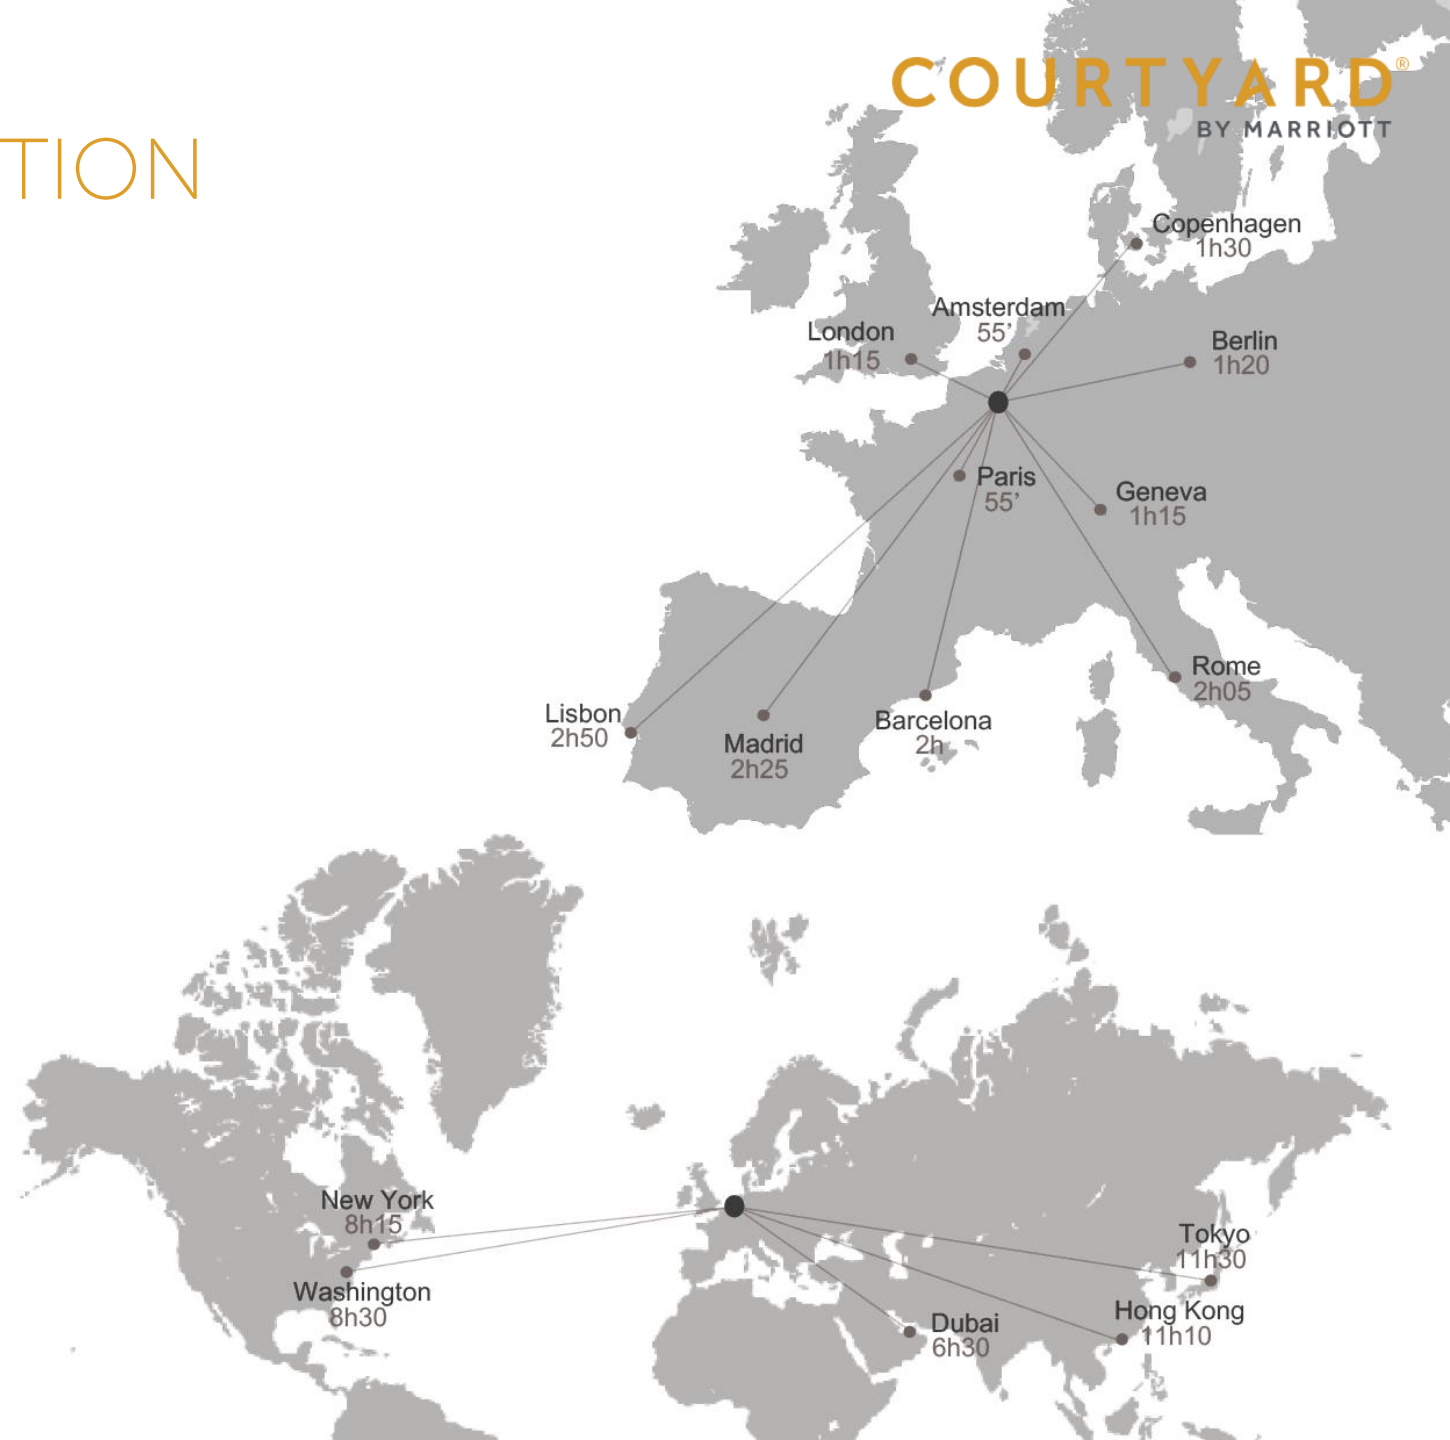 COURTYARD®
BY MARRIOTT
TION
Copenhagen
1h30
Amsterdam
55’
London
1h15
Berlin
1h20
Paris
55’
Geneva
1h15
Rome
2h05
Lisbon
2h50
Barcelona
2h
Madrid
2h25
New York
8h15
Washington
8h30
Tokyo
11h30
Hong Kong
11h10
Dubai
6h30